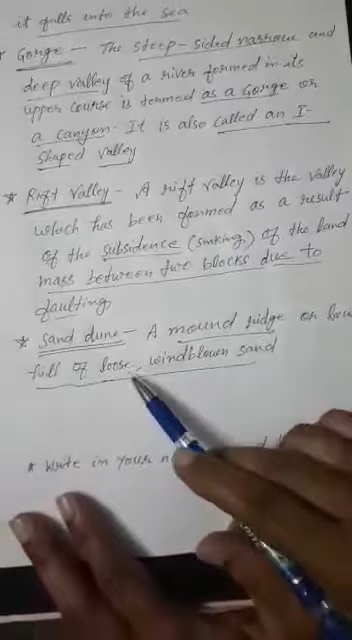 it falls into the sea
* Gorge - The steep-sided narrow and
deep valley of a river formed in its
upper course is termed as a Gorge or
a canyon. It is also called an I-
shaped valley
* Rift valley - A rift valley is the valley
which has been formed as a result
of the subsidence (sinking) of the land
mass between two blocks due to
faulting
* Sand dune - A mound ridge or
full of loose, windblown sand
* Write in your